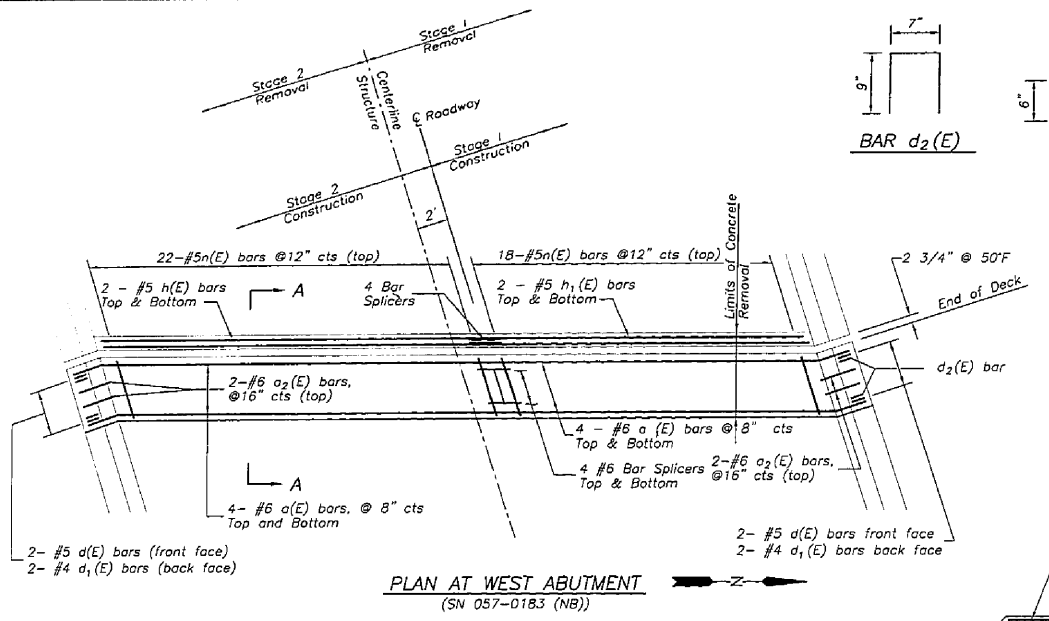 Stage 1
Removal
Stage 2
Removal
Centerline
Structure
℄ Roadway
Stage 1
Construction
Stage 2
Construction
2'
7"
9"
6"
BAR d₂(E)
22-#5n(E) bars @12" cts (top)
18-#5n(E) bars @12" cts (top)
Limits of Concrete
Removal
2 3/4" @ 50°F
End of Deck
2 - #5 h(E) bars
Top & Bottom
A
4 Bar
Splicers
2 - #5 h₁(E) bars
Top & Bottom
2-#6 a₂(E) bars,
@16" cts (top)
d₂(E) bar
4 - #6 a (E) bars @ 8" cts
Top & Bottom
4 #6 Bar Splicers
Top & Bottom
2-#6 a₂(E) bars,
@16" cts (top)
A
4- #6 a(E) bars, @ 8" cts
Top and Bottom
2- #5 d(E) bars (front face)
2- #4 d₁(E) bars (back face)
2- #5 d(E) bars front face
2- #4 d₁(E) bars back face
PLAN AT WEST ABUTMENT
N
(SN 057-0183 (NB))